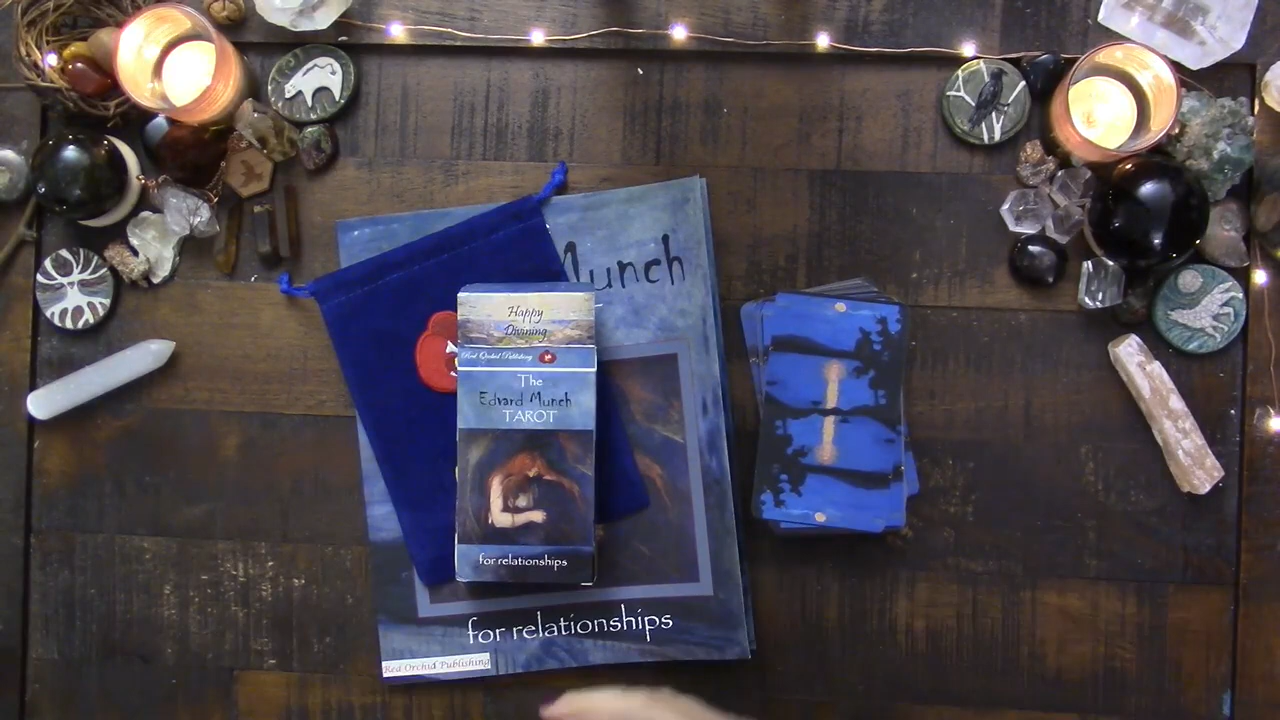 Munch
Happy
Divining
Red Orchid Publishing
The
Edvard Munch
TAROT
for relationships
for relationships
Red Orchid Publishing